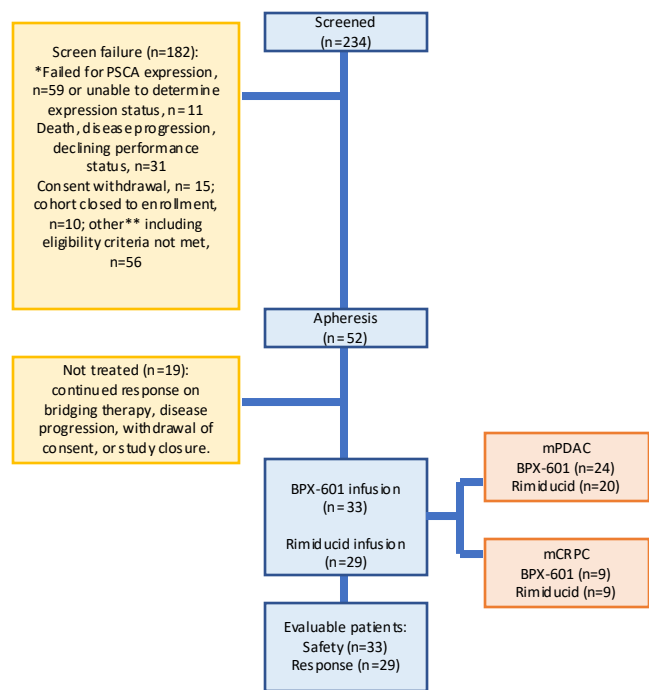 Screened
(n=234)
Screen failure (n=182):
*Failed for PSCA expression,
n=59 or unable to determine
expression status, n= 11
Death, disease progression,
declining performance
status, n=31
Consent withdrawal, n= 15;
cohort closed to enrollment,
n=10; other** including
eligibility criteria not met,
n=56
Apheresis
(n=52)
Not treated (n=19):
continued response on
bridging therapy, disease
progression, withdrawal of
consent, or study closure.
BPX-601 infusion
(n=33)
Rimiducid infusion
(n=29)
mPDAC
BPX-601 (n=24)
Rimiducid (n=20)
mCRPC
BPX-601 (n=9)
Rimiducid (n=9)
Evaluable patients:
Safety (n=33)
Response (n=29)